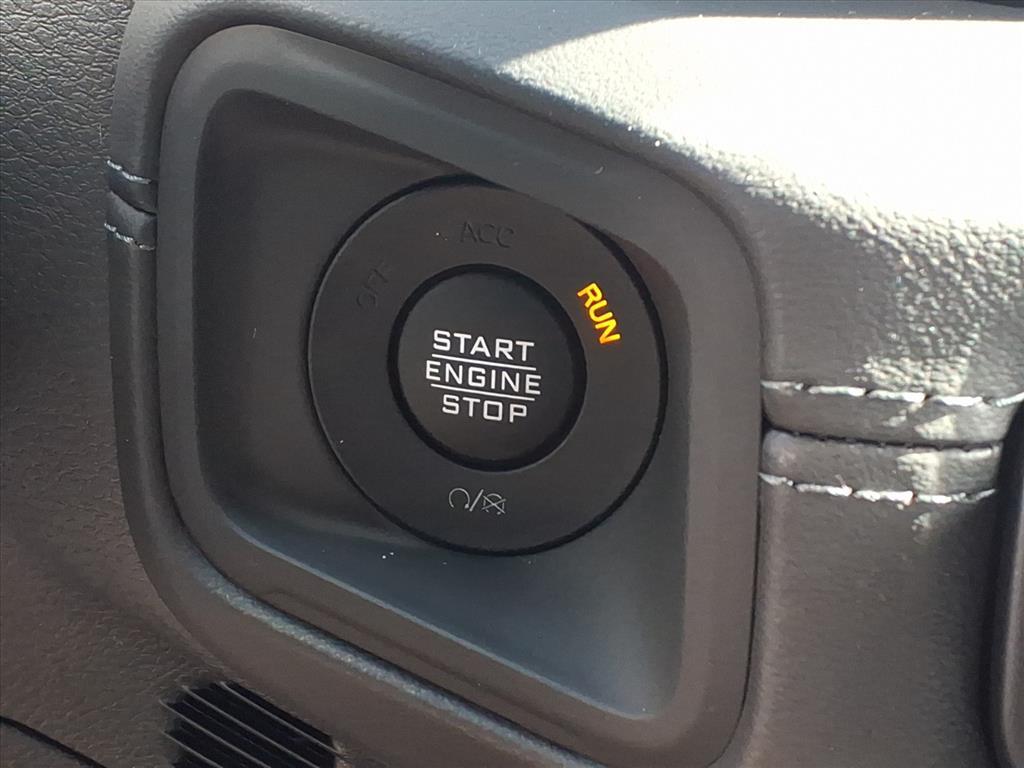 ACC
OFF
RUN
START
ENGINE
STOP